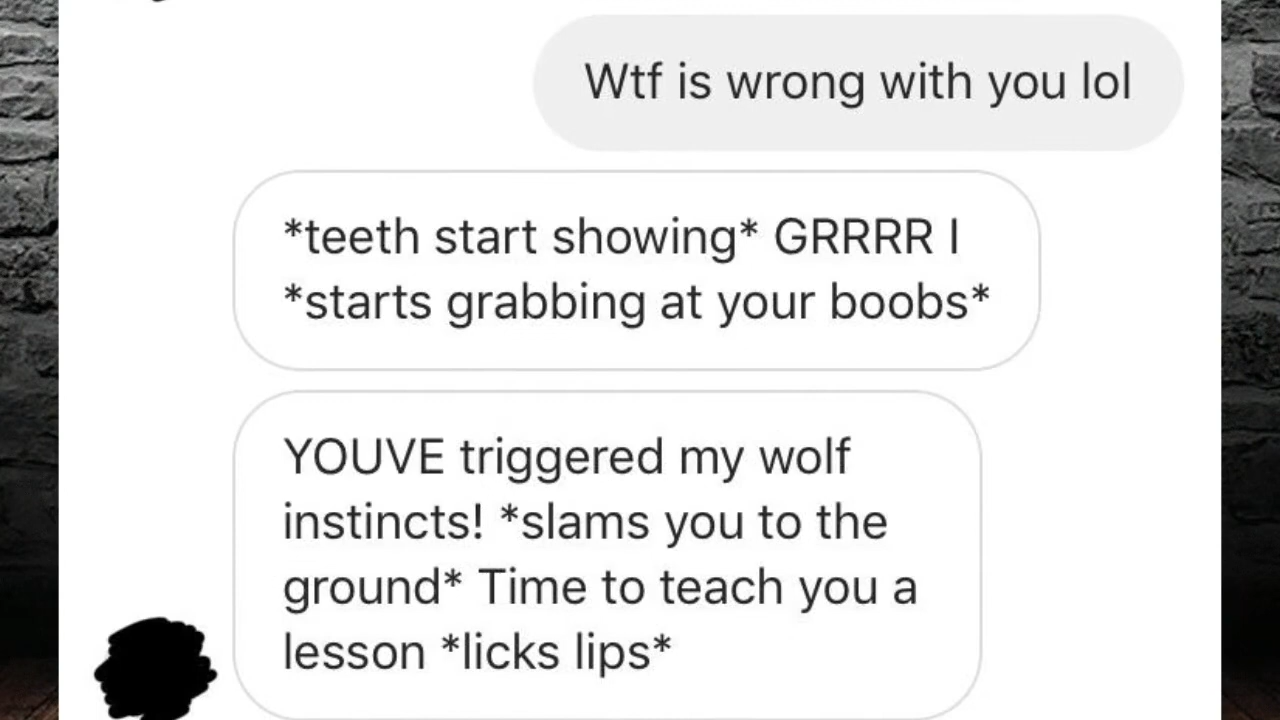 Wtf is wrong with you lol
*teeth start showing* GRRRR I
*starts grabbing at your boobs*
YOUVE triggered my wolf
instincts! *slams you to the
ground* Time to teach you a
lesson *licks lips*